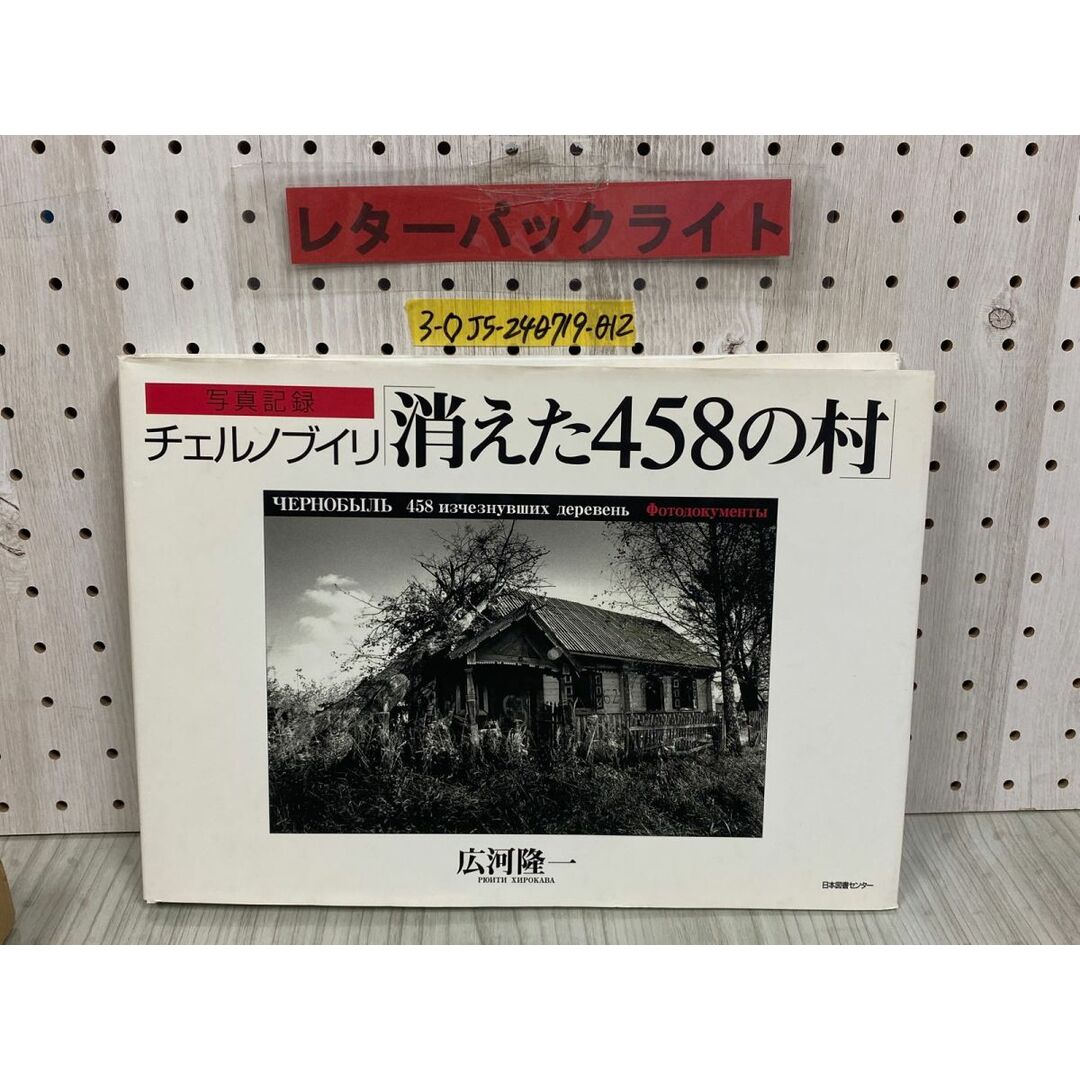 レターパックライト
3-◇J5-240719-012
写真記録
チェルノブイリ「消えた458の村」
ЧЕРНОБЫЛЬ 458 изчезнувших деревень Фотодокументы
広河隆一
РЮИТИ ХИРОКАВА
日本図書センター